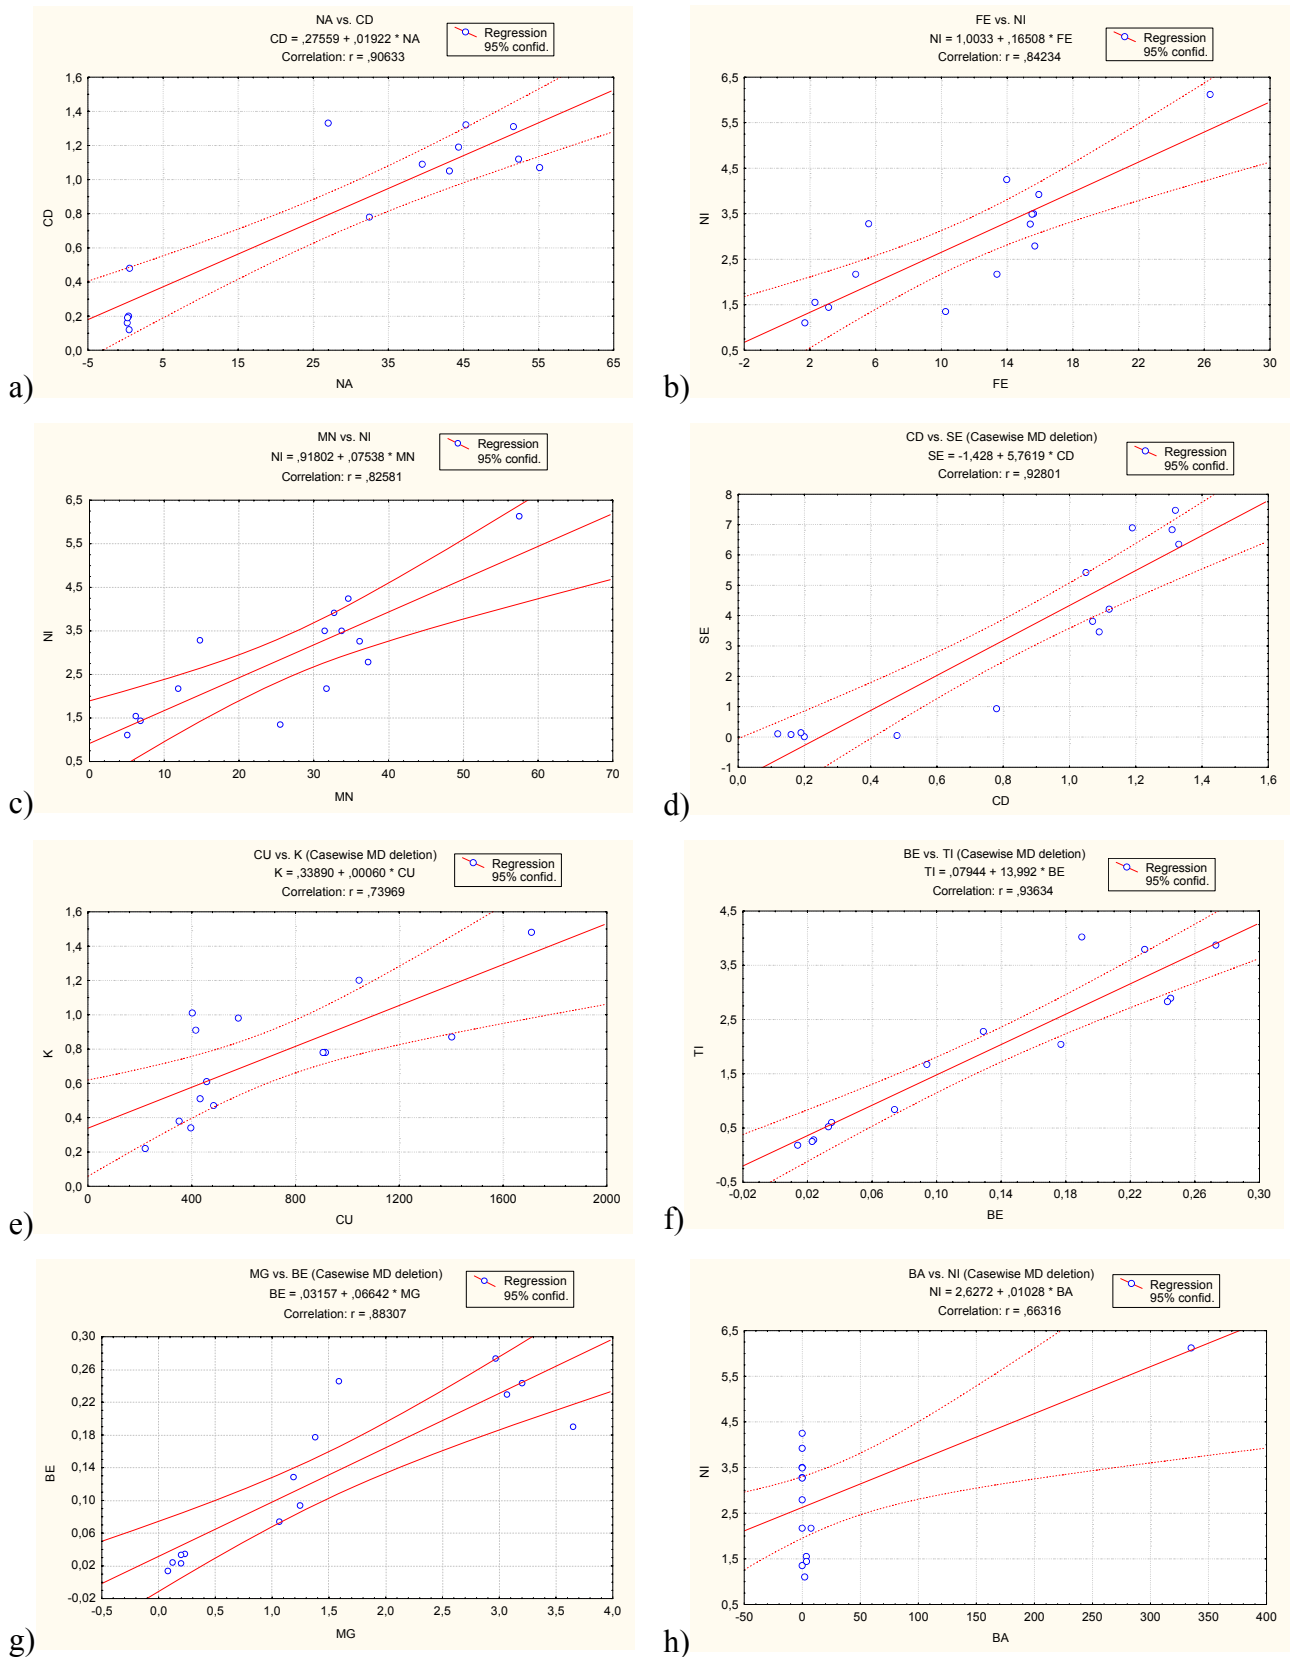 NA vs. CD
CD = ,27559 + ,01922 * NA
Correlation: r = ,90633
Regression
95% confid.
1,6
1,4
1,2
1,0
0,8
0,6
0,4
0,2
0,0
CD
-5 5 15 25 35 45 55 65
NA
a)
FE vs. NI
NI = 1,0033 + ,16508 * FE
Correlation: r = ,84234
Regression
95% confid.
6,5
5,5
4,5
3,5
2,5
1,5
0,5
NI
-2 2 6 10 14 18 22 26 30
FE
b)
MN vs. NI
NI = ,91802 + ,07538 * MN
Correlation: r = ,82581
Regression
95% confid.
6,5
5,5
4,5
3,5
2,5
1,5
0,5
NI
0 10 20 30 40 50 60 70
MN
c)
CD vs. SE (Casewise MD deletion)
SE = -1,428 + 5,7619 * CD
Correlation: r = ,92801
Regression
95% confid.
8
7
6
5
4
3
2
1
0
-1
SE
0,0 0,2 0,4 0,6 0,8 1,0 1,2 1,4 1,6
CD
d)
CU vs. K (Casewise MD deletion)
K = ,33890 + ,00060 * CU
Correlation: r = ,73969
Regression
95% confid.
1,6
1,4
1,2
1,0
0,8
0,6
0,4
0,2
0,0
K
0 400 800 1200 1600 2000
CU
e)
BE vs. TI (Casewise MD deletion)
TI = ,07944 + 13,992 * BE
Correlation: r = ,93634
Regression
95% confid.
4,5
3,5
2,5
1,5
0,5
-0,5
TI
-0,02 0,02 0,06 0,10 0,14 0,18 0,22 0,26 0,30
BE
f)
MG vs. BE (Casewise MD deletion)
BE = ,03157 + ,06642 * MG
Correlation: r = ,88307
Regression
95% confid.
0,30
0,26
0,22
0,18
0,14
0,10
0,06
0,02
-0,02
BE
-0,5 0,0 0,5 1,0 1,5 2,0 2,5 3,0 3,5 4,0
MG
g)
BA vs. NI (Casewise MD deletion)
NI = 2,6272 + ,01028 * BA
Correlation: r = ,66316
Regression
95% confid.
6,5
5,5
4,5
3,5
2,5
1,5
0,5
NI
-50 0 50 100 150 200 250 300 350 400
BA
h)